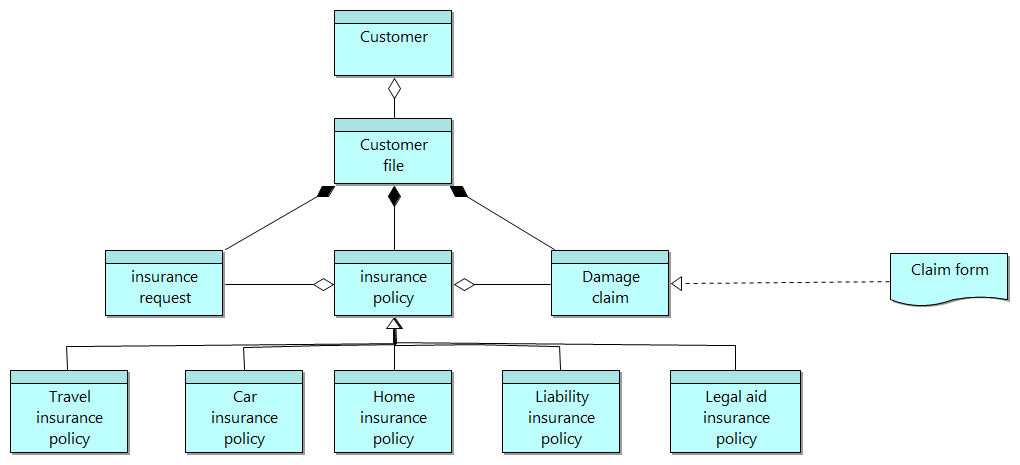 Customer
Customer
file
insurance
request
insurance
policy
Damage
claim
Claim form
Travel
insurance
policy
Car
insurance
policy
Home
insurance
policy
Liability
insurance
policy
Legal aid
insurance
policy